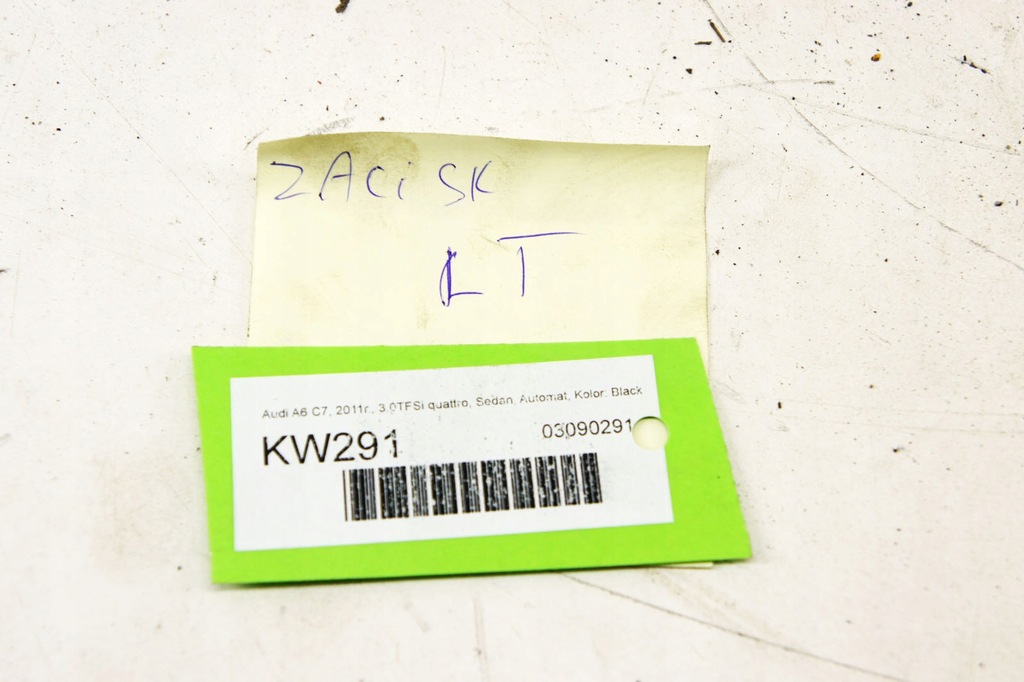 ZACiSK
LT
Audi A6 C7, 2011r., 3.0TFSi quattro, Sedan, Automat, Kolor: Black
KW291
03090291